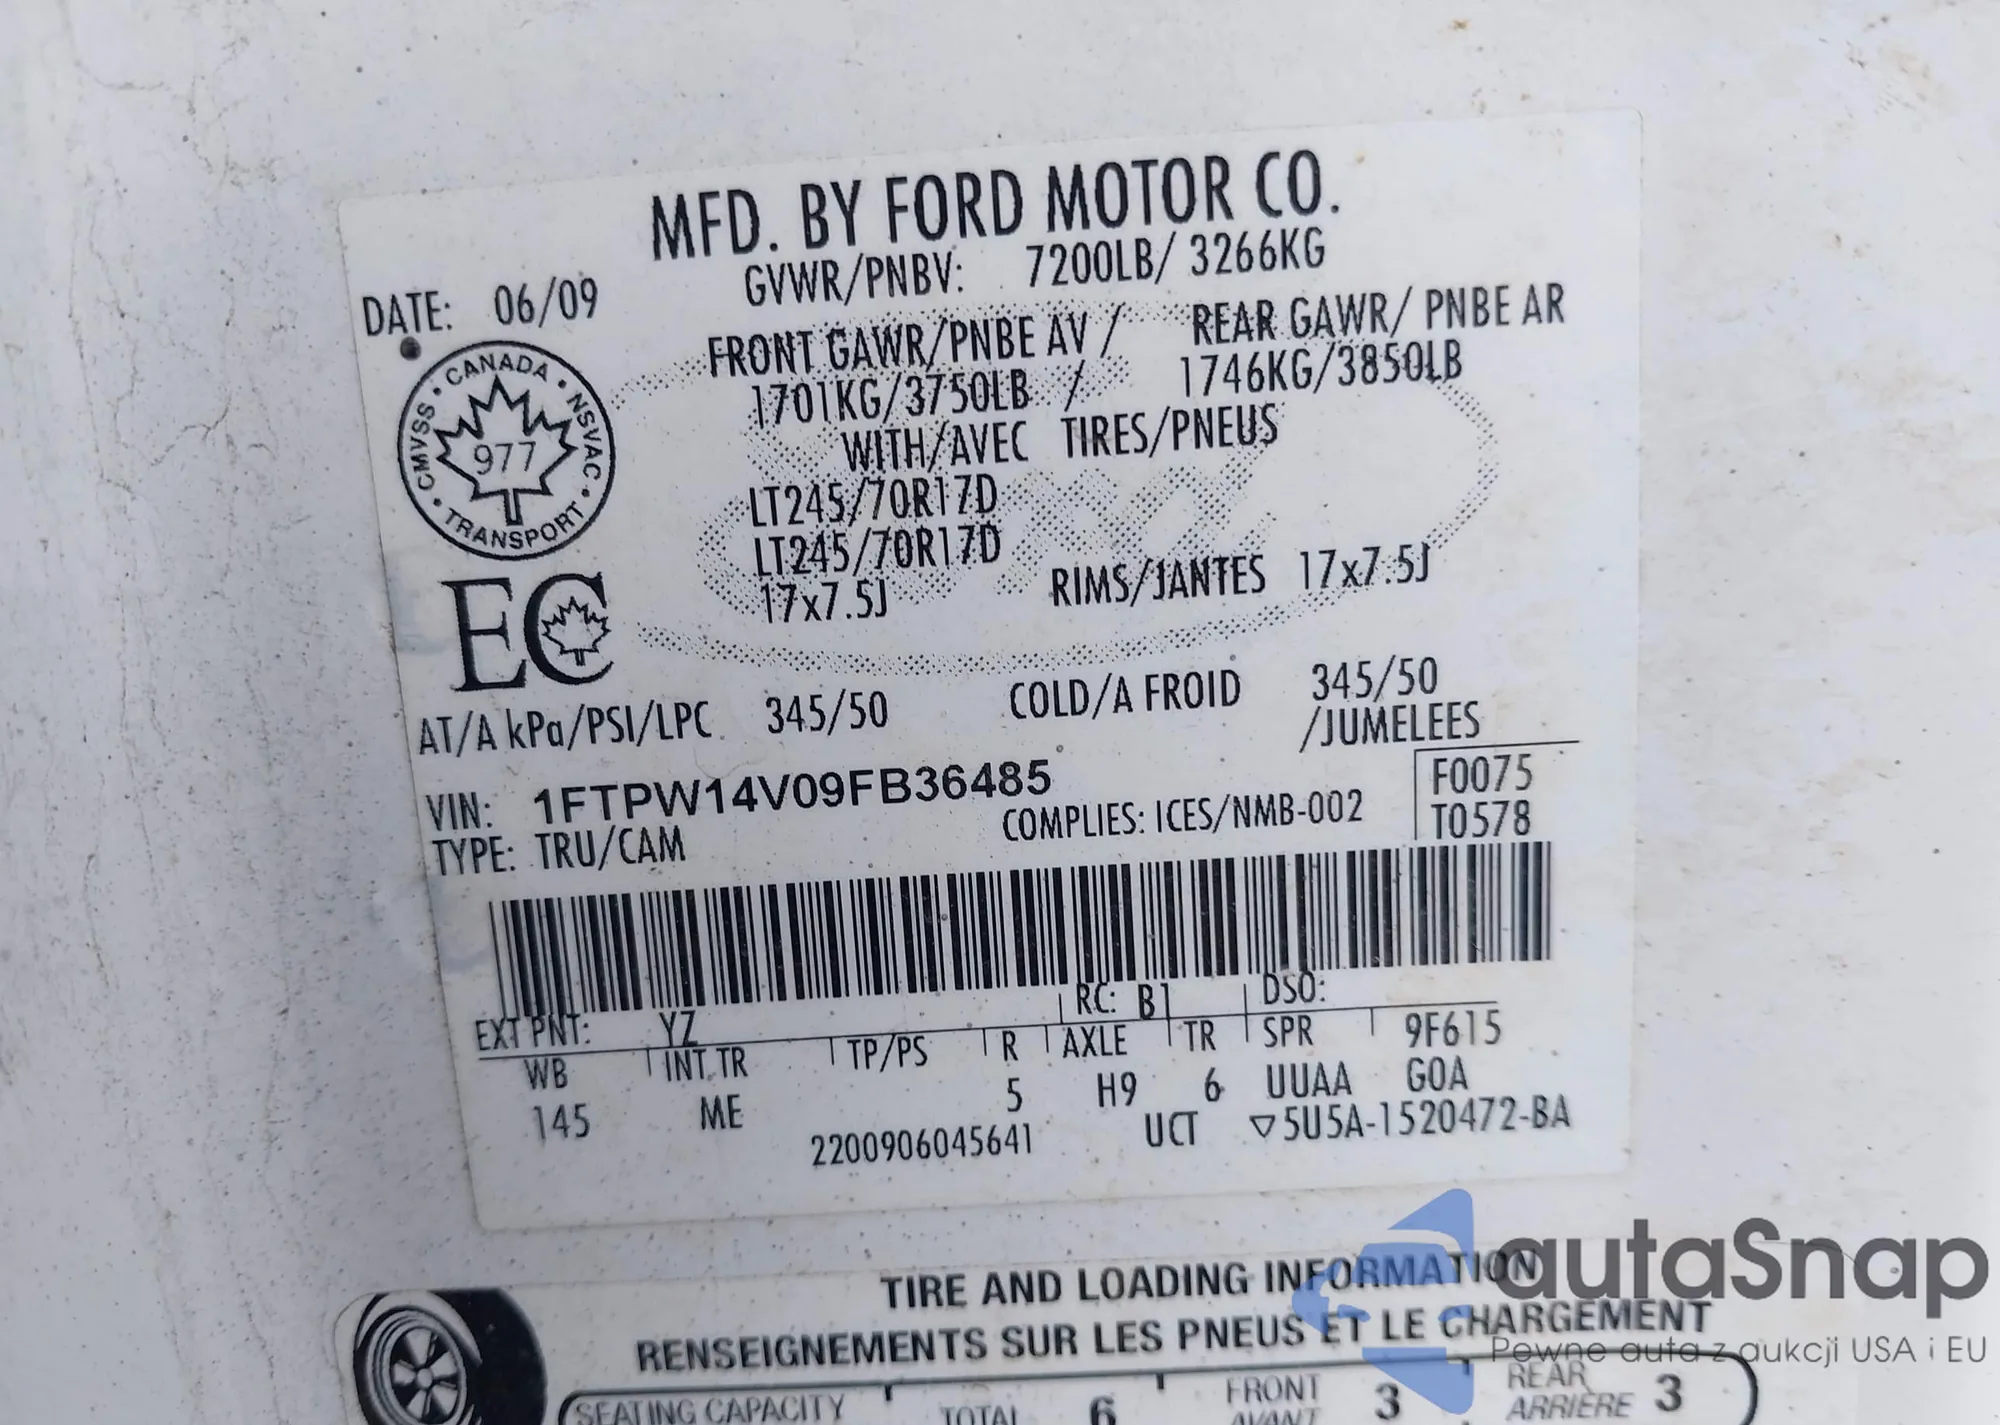 MFD. BY FORD MOTOR CO.
DATE: 06/09
GVWR/PNBV: 7200LB/ 3266KG
FRONT GAWR/PNBE AV / REAR GAWR/ PNBE AR
1701KG/3750LB / 1746KG/3850LB
WITH/AVEC TIRES/PNEUS
LT245/70R17D
LT245/70R17D
17x7.5J RIMS/JANTES 17x7.5J
CANADA
CMVSS NSVAC
977
TRANSPORT
EC
AT/A kPa/PSI/LPC 345/50 COLD/A FROID 345/50
/JUMELEES
VIN: 1FTPW14V09FB36485
F0075
TYPE: TRU/CAM COMPLIES: ICES/NMB-002 T0578
EXT PNT: YZ RC: B1 DSO:
WB INT TR TP/PS R AXLE TR SPR 9F615
145 ME 5 H9 6 UUAA GOA
2200906045641 UCT ▽5U5A-1520472-BA
TIRE AND LOADING INFORMATION
RENSEIGNEMENTS SUR LES PNEUS ET LE CHARGEMENT
SEATING CAPACITY TOTAL 6 FRONT 3 REAR 3
AVANT ARRIÈRE
autaSnap
Pewne auta z aukcji USA i EU